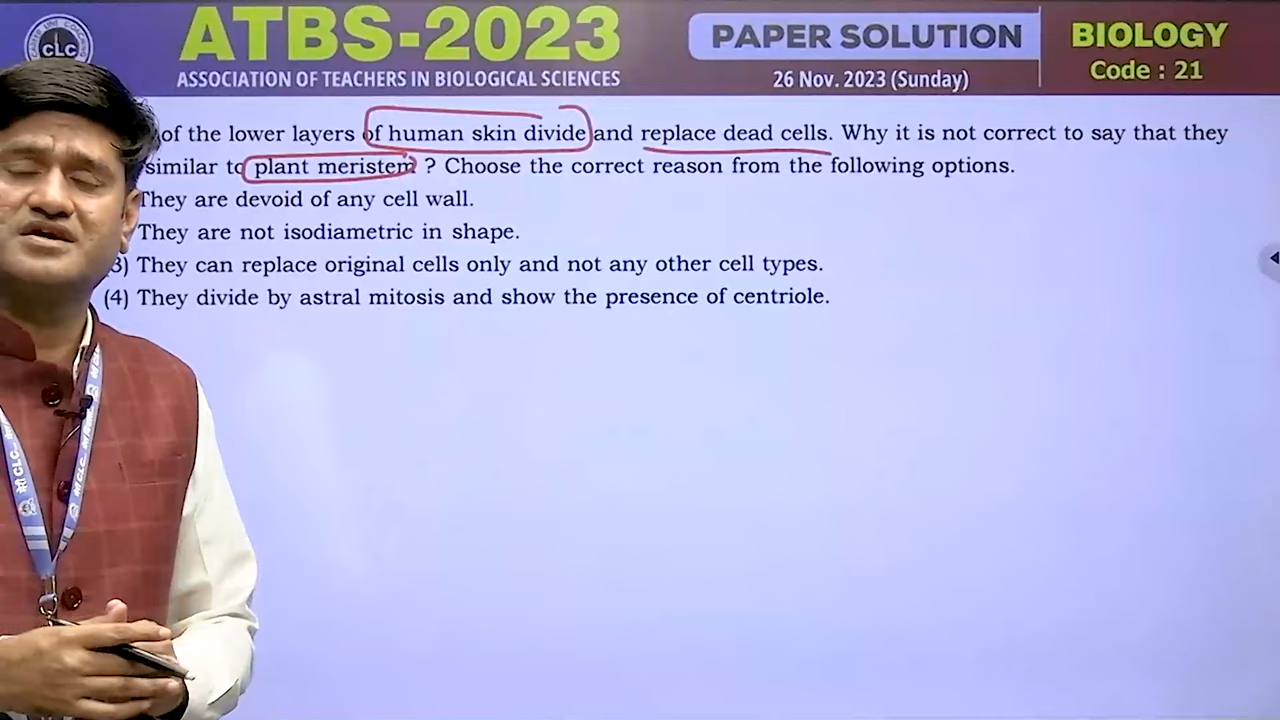 CLC
ATBS-2023
ASSOCIATION OF TEACHERS IN BIOLOGICAL SCIENCES
PAPER SOLUTION
26 Nov. 2023 (Sunday)
BIOLOGY
Code : 21
of the lower layers of human skin divide and replace dead cells. Why it is not correct to say that they
similar to plant meristem ? Choose the correct reason from the following options.
They are devoid of any cell wall.
They are not isodiametric in shape.
3) They can replace original cells only and not any other cell types.
(4) They divide by astral mitosis and show the presence of centriole.
CLC